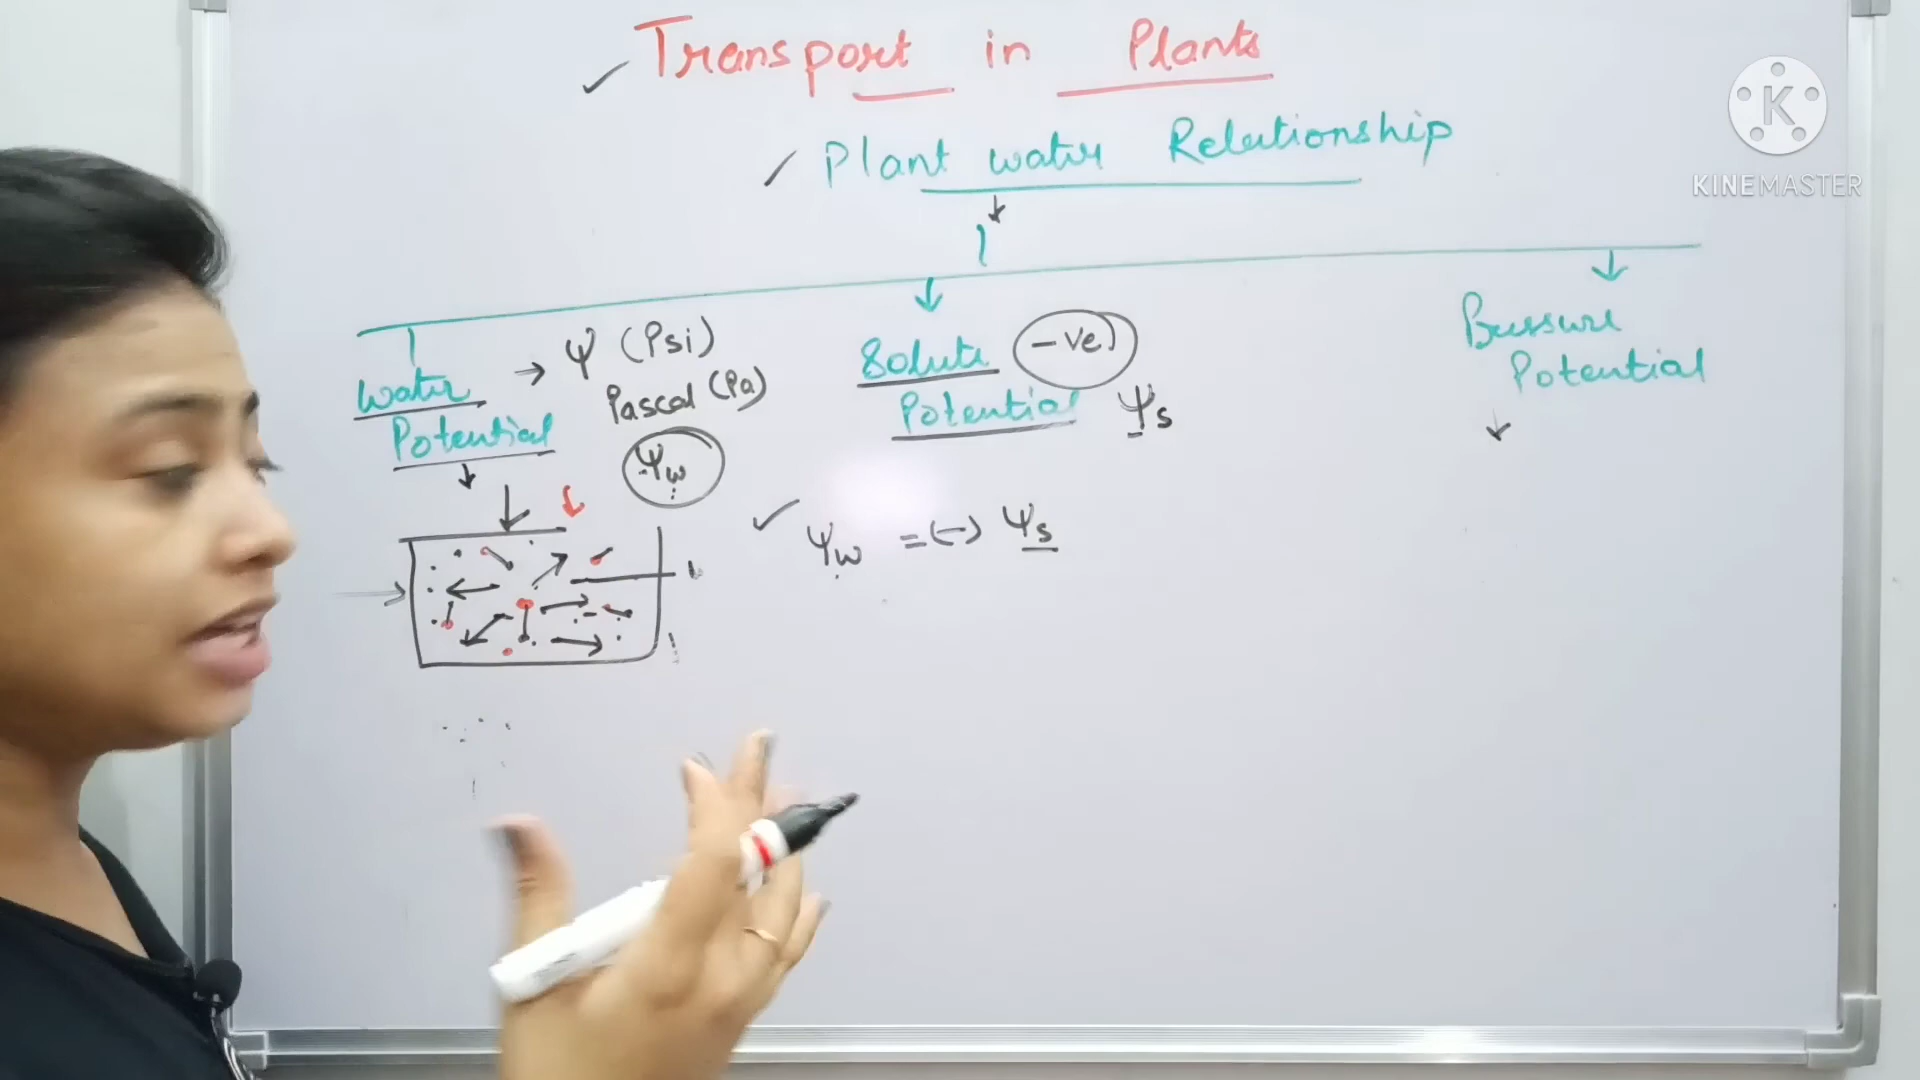 Transport in Plants
Plant water Relationship
KINEMASTER
Water
Potential
→ Ψ (Psi)
Pascal (Pa)
Ψw
Solute
Potential
-ve)
Ψs
Pressure
Potential
Ψw = (-) Ψs